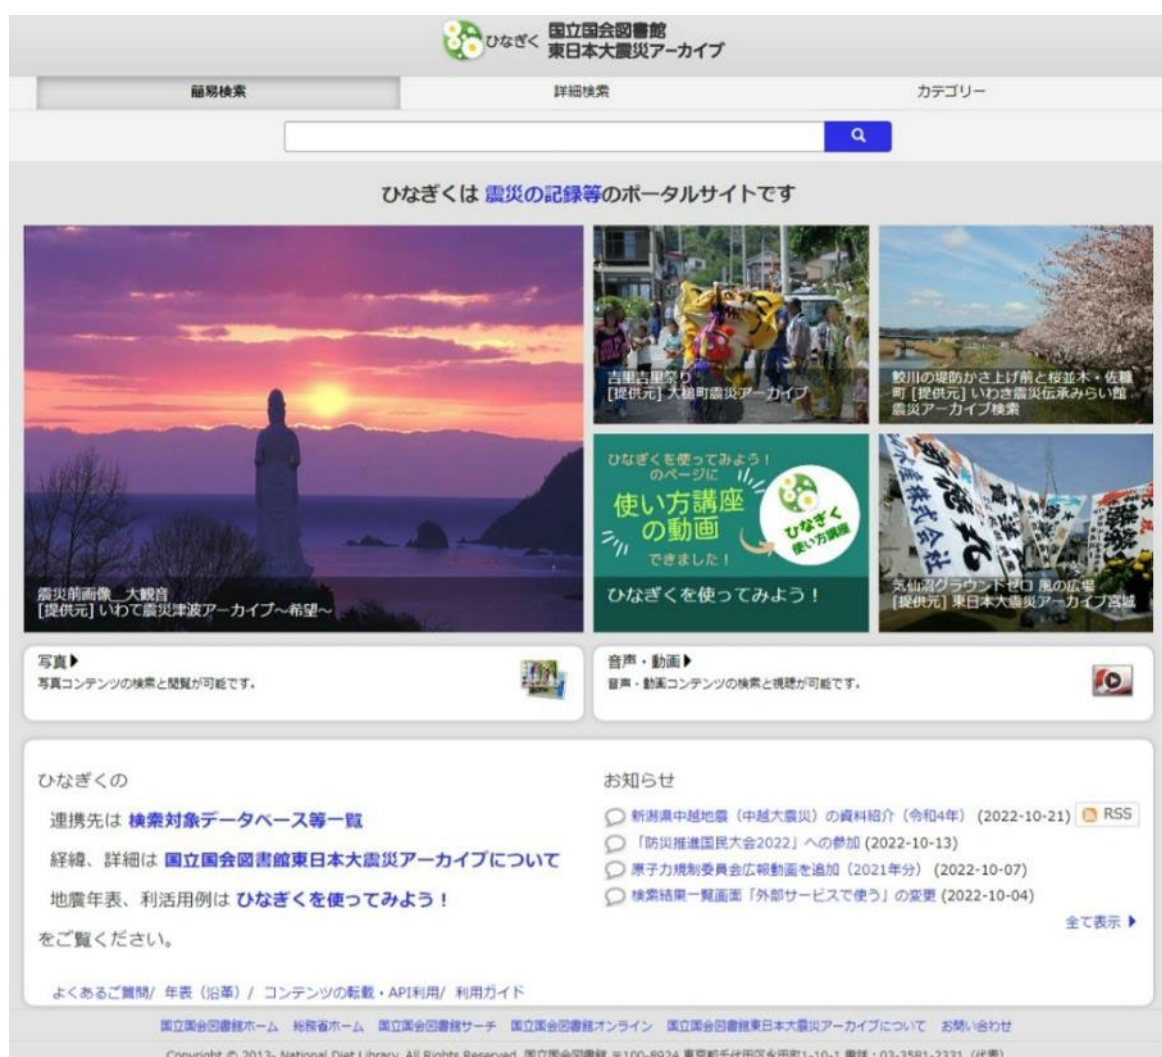 ひなぎく 国立国会図書館
東日本大震災アーカイブ
簡易検索
詳細検索
カテゴリー
ひなぎくは 震災の記録等のポータルサイトです
震災前画像__大観音
[提供元] いわて震災津波アーカイブ～希望～
吉里吉里祭り
[提供元] 大槌町震災アーカイブ
鮫川の堤防かさ上げ前と桜並木・佐糠
町 [提供元] いわき震災伝承みらい館
震災アーカイブ検索
ひなぎくを使ってみよう！
のページに
使い方講座
の動画
できました！
ひなぎく
使い方講座
ひなぎくを使ってみよう！
株式会社
気仙沼グラウンドゼロ 風の広場
[提供元] 東日本大震災アーカイブ宮城
写真▶
写真コンテンツの検索と閲覧が可能です。
音声・動画▶
音声・動画コンテンツの検索と視聴が可能です。
ひなぎくの
連携先は 検索対象データベース等一覧
経緯、詳細は 国立国会図書館東日本大震災アーカイブについて
地震年表、利活用例は ひなぎくを使ってみよう！
をご覧ください。
よくあるご質問/ 年表（沿革）/ コンテンツの転載・API利用/ 利用ガイド
お知らせ
新潟県中越地震（中越大震災）の資料紹介（令和4年） (2022-10-21) RSS
「防災推進国民大会2022」への参加 (2022-10-13)
原子力規制委員会広報動画を追加（2021年分） (2022-10-07)
検索結果一覧画面「外部サービスで使う」の変更 (2022-10-04)
全て表示 ▶
国立国会図書館ホーム 総務省ホーム 国立国会図書館サーチ 国立国会図書館オンライン 国立国会図書館東日本大震災アーカイブについて お問い合わせ
Copyright © 2013- National Diet Library. All Rights Reserved. 国立国会図書館 〒100-8924 東京都千代田区永田町1-10-1 電話：03-3581-2331（代表）